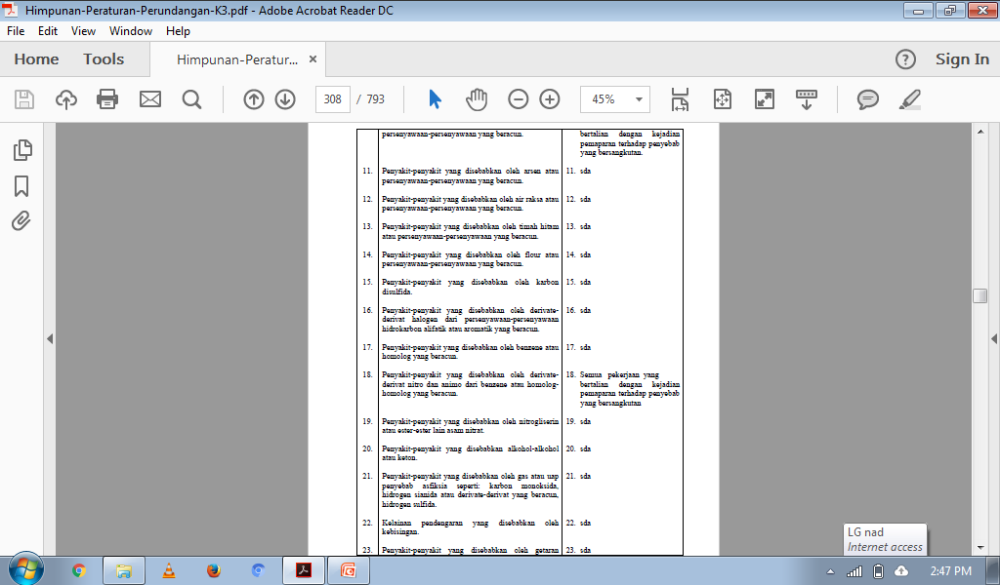 Himpunan-Peraturan-Perundangan-K3.pdf - Adobe Acrobat Reader DC
File Edit View Window Help
Home Tools Himpunan-Peratur... × Sign In
308 / 793 45%
persenyawaan-persenyawaan yang beracun.
bertalian dengan kejadian
pemaparan terhadap penyebab
yang bersangkutan.
11. Penyakit-penyakit yang disebabkan oleh arsen atau 11. sda
persenyawaan-persenyawaan yang beracun.
12. Penyakit-penyakit yang disebabkan oleh air raksa atau 12. sda
persenyawaan-persenyawaan yang beracun.
13. Penyakit-penyakit yang disebabkan oleh timah hitam 13. sda
atau persenyawaan-persenyawaan yang beracun.
14. Penyakit-penyakit yang disebabkan oleh flour atau 14. sda
persenyawaan-persenyawaan yang beracun.
15. Penyakit-penyakit yang disebabkan oleh karbon 15. sda
disulfida.
16. Penyakit-penyakit yang disebabkan oleh derivate- 16. sda
derivat halogen dari persenyawaan-persenyawaan
hidrokarbon alifatik atau aromatik yang beracun.
17. Penyakit-penyakit yang disebabkan oleh benzene atau 17. sda
homolog yang beracun.
18. Penyakit-penyakit yang disebabkan oleh derivate- 18. Semua pekerjaan yang
derivat nitro dan animo dari benzene atau homolog- bertalian dengan kejadian
homolog yang beracun. pemaparan terhadap penyebab
yang bersangkutan
19. Penyakit-penyakit yang disebabkan oleh nitrogliserin 19. sda
atau ester-ester lain asam nitrat.
20. Penyakit-penyakit yang disebabkan alkohol-alkohol 20. sda
atau keton.
21. Penyakit-penyakit yang disebabkan oleh gas atau uap 21. sda
penyebab asfiksia seperti: karbon monoksida,
hidrogen sianida atau derivate-derivat yang beracun,
hidrogen sulfida.
22. Kelainan pendengaran yang disebabkan oleh 22. sda
kebisingan.
23. Penyakit-penyakit yang disebabkan oleh getaran 23. sda
LG nad
Internet access
2:47 PM